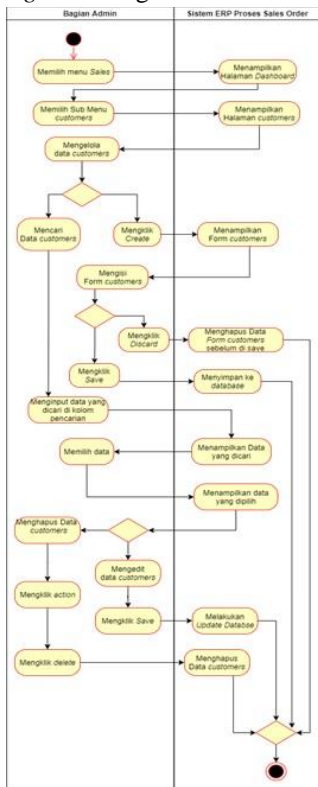 Bagian Admin
Sistem ERP Proses Sales Order
Memilih menu Sales
Menampilkan
Halaman Dashboard
Memilih Sub Menu
customers
Menampilkan
Halaman customers
Mengelola
data customers
Mencari
Data customers
Mengklik
Create
Menampilkan
Form customers
Mengisi
Form customers
Mengklik
Discard
Menghapus Data
Form customers
sebelum di save
Mengklik
Save
Menyimpan ke
database
Menginput data yang
dicari di kolom
pencarian
Memilih data
Menampilkan Data
yang dicari
Menampilkan data
yang dipilih
Menghapus Data
customers
Mengedit
data customers
Mengklik action
Mengklik Save
Melakukan
Update Databse
Mengklik delete
Menghapus
Data customers